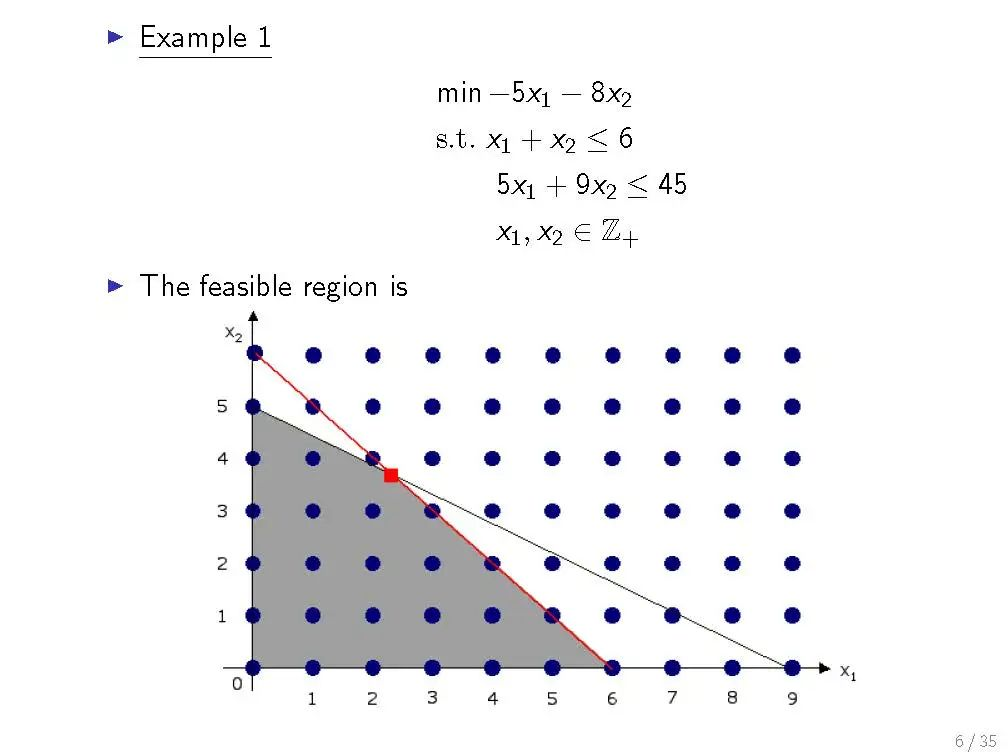 Example 1
min −5x₁ − 8x₂
s.t. x₁ + x₂ ≤ 6
5x₁ + 9x₂ ≤ 45
x₁, x₂ ∈ ℤ₊
The feasible region is
x₂
5
4
3
2
1
0
1 2 3 4 5 6 7 8 9
x₁
6 / 35